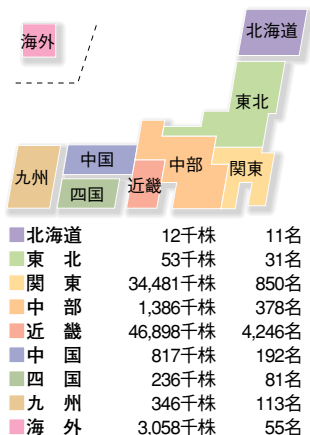 海外
北海道
東北
中部
関東
中国
近畿
四国
九州
北海道 12千株 11名
東北 53千株 31名
関東 34,481千株 850名
中部 1,386千株 378名
近畿 46,898千株 4,246名
中国 817千株 192名
四国 236千株 81名
九州 346千株 113名
海外 3,058千株 55名